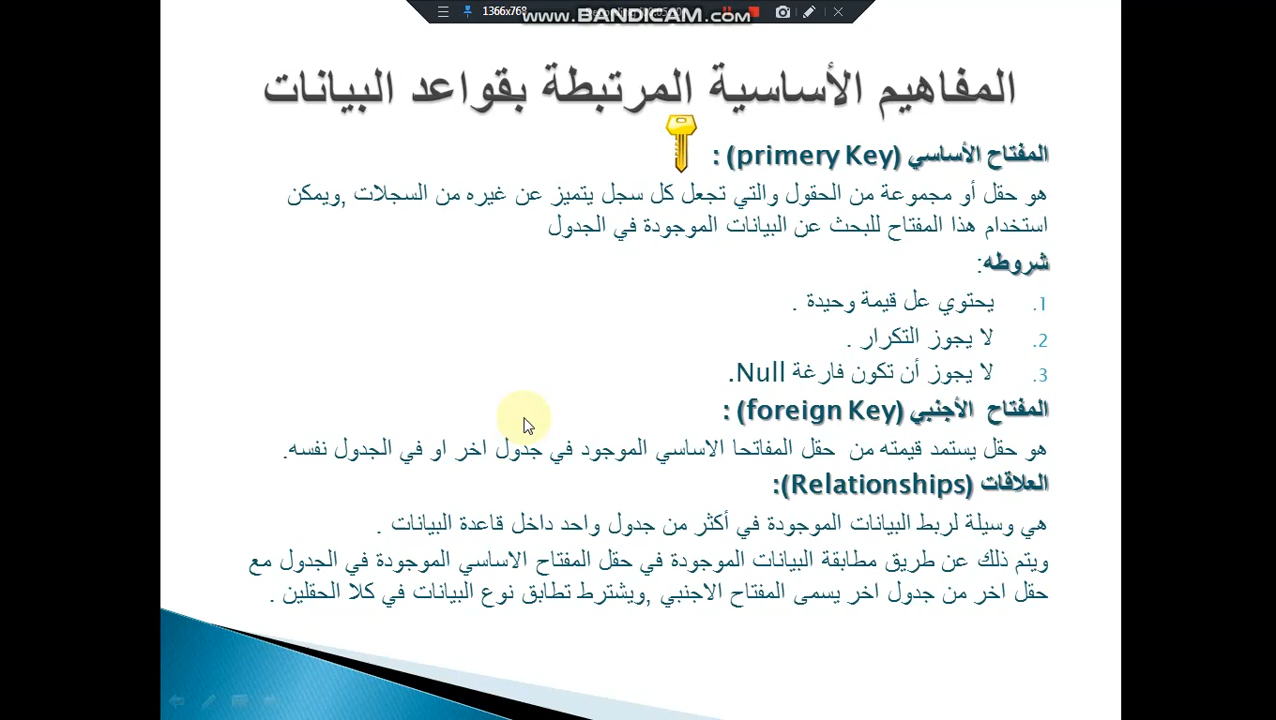 1366x768
www.BANDICAM.com
المفاهيم الأساسية المرتبطة بقواعد البيانات
المفتاح الأساسي (primery Key) :
هو حقل أو مجموعة من الحقول والتي تجعل كل سجل يتميز عن غيره من السجلات ,ويمكن
استخدام هذا المفتاح للبحث عن البيانات الموجودة في الجدول
شروطه:
1. يحتوي عل قيمة وحيدة .
2. لا يجوز التكرار .
3. لا يجوز أن تكون فارغة Null.
المفتاح الأجنبي (foreign Key) :
هو حقل يستمد قيمته من حقل المفاتحا الاساسي الموجود في جدول اخر او في الجدول نفسه.
العلاقات (Relationships):
هي وسيلة لربط البيانات الموجودة في أكثر من جدول واحد داخل قاعدة البيانات .
ويتم ذلك عن طريق مطابقة البيانات الموجودة في حقل المفتاح الاساسي الموجودة في الجدول مع
حقل اخر من جدول اخر يسمى المفتاح الاجنبي ,ويشترط تطابق نوع البيانات في كلا الحقلين .